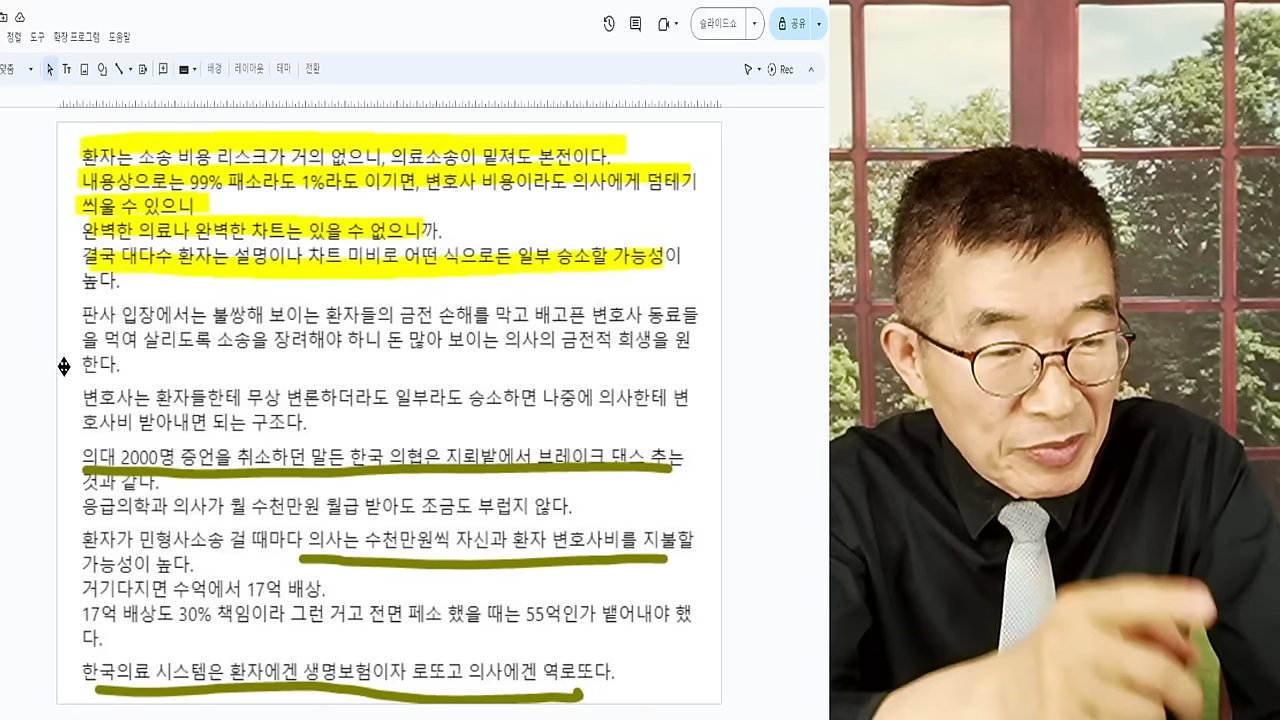 정렬 도구 확장 프로그램 도움말
슬라이드쇼
공유
맞춤
배경 레이아웃 테마 전환
Rec
환자는 소송 비용 리스크가 거의 없으니, 의료소송이 밑져도 본전이다.
내용상으로는 99% 패소라도 1%라도 이기면, 변호사 비용이라도 의사에게 덤테기
씌울 수 있으니
완벽한 의료나 완벽한 차트는 있을 수 없으니까.
결국 대다수 환자는 설명이나 차트 미비로 어떤 식으로든 일부 승소할 가능성이
높다.
판사 입장에서는 불쌍해 보이는 환자들의 금전 손해를 막고 배고픈 변호사 동료들
을 먹여 살리도록 소송을 장려해야 하니 돈 많아 보이는 의사의 금전적 희생을 원
한다.
변호사는 환자들한테 무상 변론하더라도 일부라도 승소하면 나중에 의사한테 변
호사비 받아내면 되는 구조다.
의대 2000명 증언을 취소하던 말든 한국 의협은 지뢰밭에서 브레이크 댄스 추는
것과 같다.
응급의학과 의사가 월 수천만원 월급 받아도 조금도 부럽지 않다.
환자가 민형사소송 걸 때마다 의사는 수천만원씩 자신과 환자 변호사비를 지불할
가능성이 높다.
거기다지면 수억에서 17억 배상.
17억 배상도 30% 책임이라 그런 거고 전면 페소 했을 때는 55억인가 뱉어내야 했
다.
한국의료 시스템은 환자에겐 생명보험이자 로또고 의사에겐 역로또다.